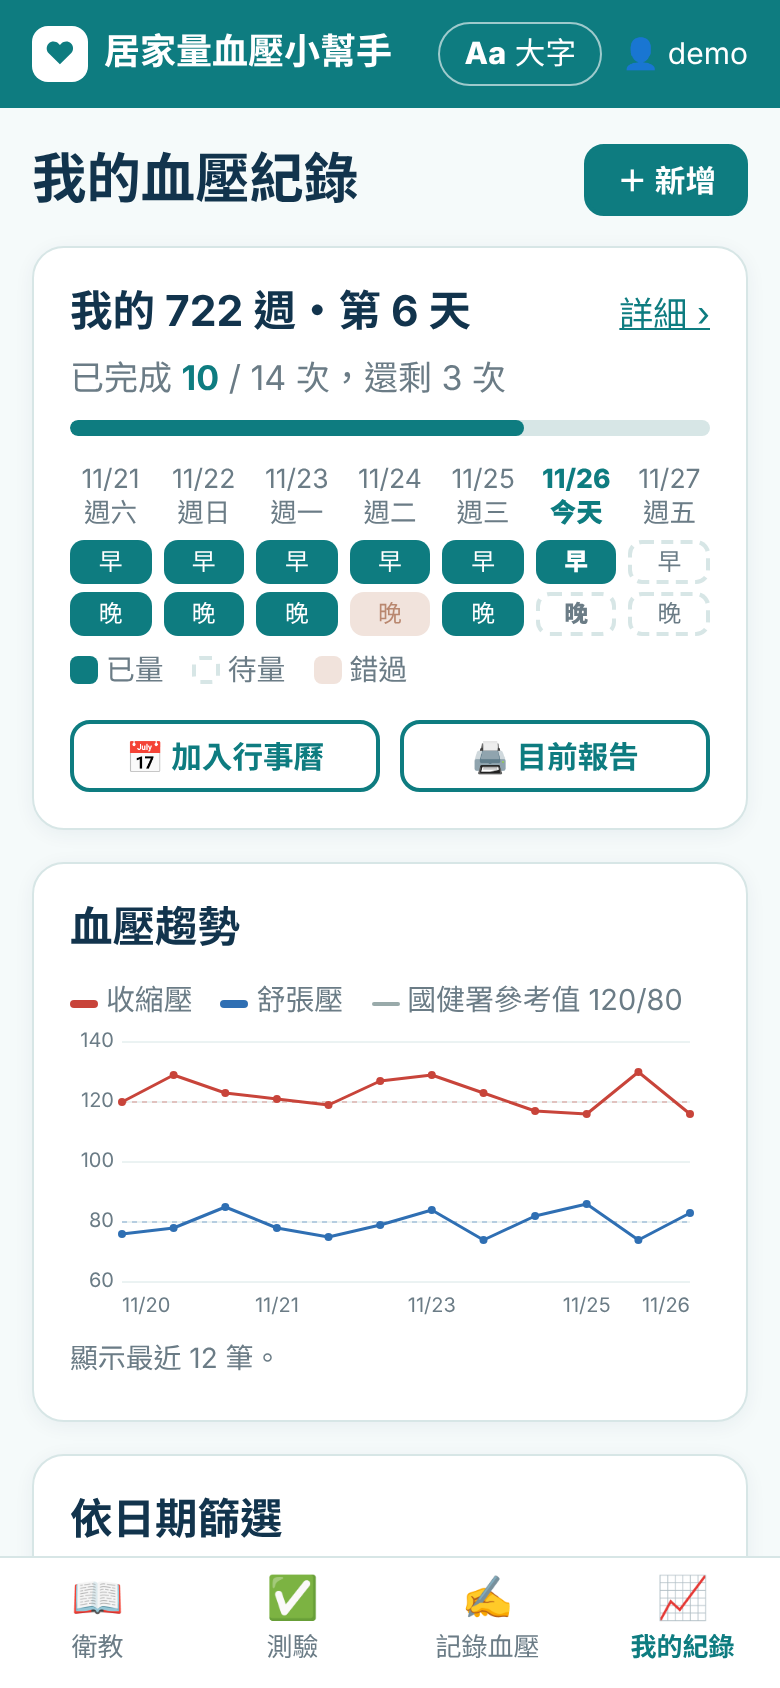 居家量血壓小幫手
Aa 大字
demo
我的血壓紀錄
＋ 新增
我的 722 週・第 6 天
詳細 ›
已完成 10 / 14 次，還剩 3 次
11/21 11/22 11/23 11/24 11/25 11/26 11/27
週六 週日 週一 週二 週三 今天 週五
早 早 早 早 早 早 早
晚 晚 晚 晚 晚 晚 晚
已量 待量 錯過
July 17 加入行事曆
目前報告
血壓趨勢
收縮壓 舒張壓 國健署參考值 120/80
140
120
100
80
60
11/20 11/21 11/23 11/25 11/26
顯示最近 12 筆。
依日期篩選
衛教 測驗 記錄血壓 我的紀錄